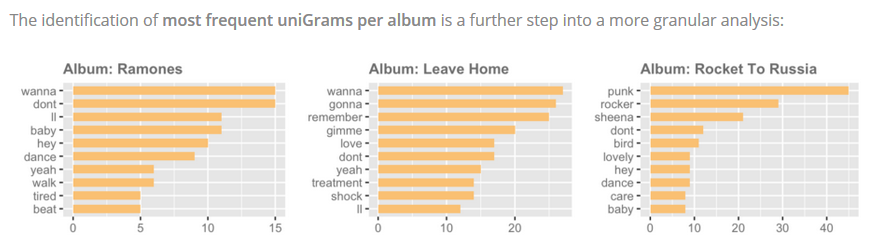 The identification of most frequent uniGrams per album is a further step into a more granular analysis:
Album: Ramones
wanna
dont
ll
baby
hey
dance
yeah
walk
tired
beat
0 5 10 15
Album: Leave Home
wanna
gonna
remember
gimme
love
dont
yeah
treatment
shock
ll
0 10 20
Album: Rocket To Russia
punk
rocker
sheena
dont
bird
lovely
hey
dance
care
baby
0 10 20 30 40